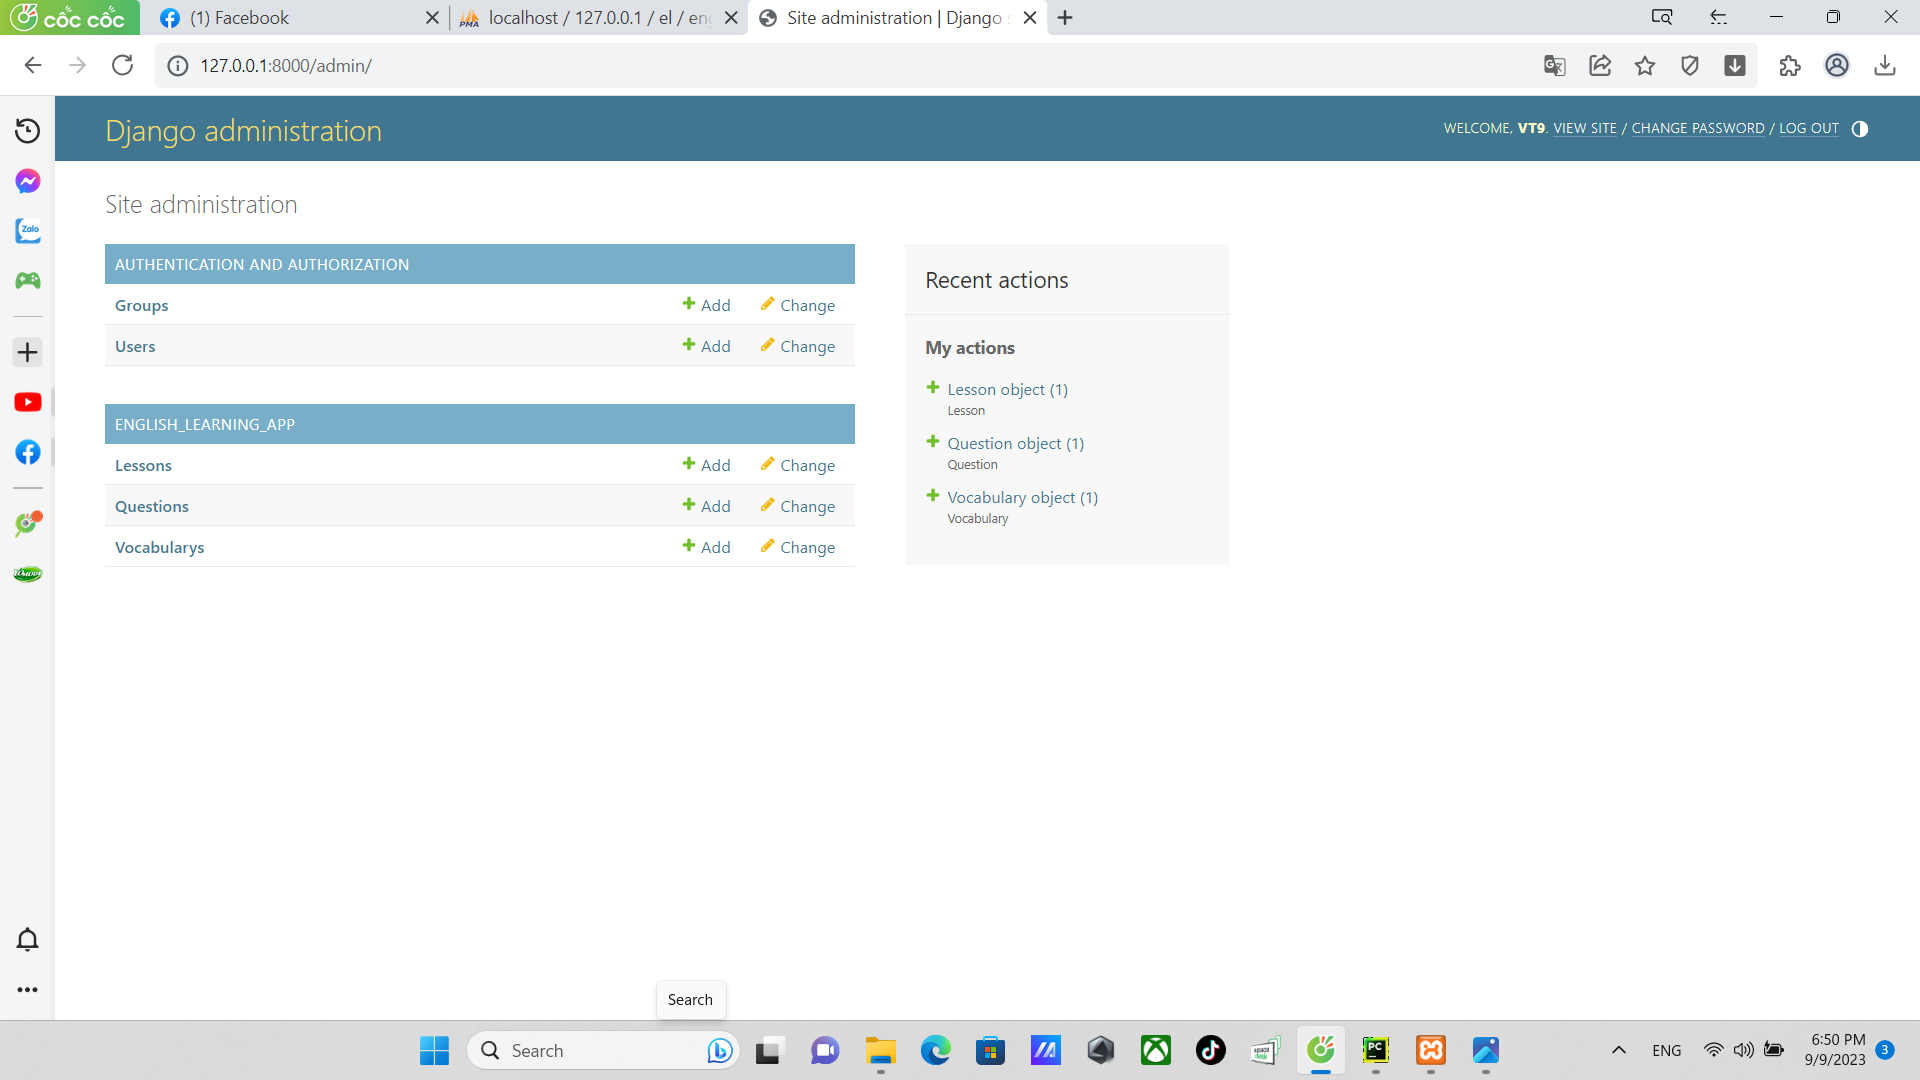 cốc cốc
(1) Facebook
localhost / 127.0.0.1 / el / en
Site administration | Django s
127.0.0.1:8000/admin/
Django administration
WELCOME, VT9. VIEW SITE / CHANGE PASSWORD / LOG OUT
Site administration
AUTHENTICATION AND AUTHORIZATION
Groups Add Change
Users Add Change
ENGLISH_LEARNING_APP
Lessons Add Change
Questions Add Change
Vocabularys Add Change
Recent actions
My actions
Lesson object (1)
Lesson
Question object (1)
Question
Vocabulary object (1)
Vocabulary
Zalo
Search
Search
ENG
6:50 PM
9/9/2023
3